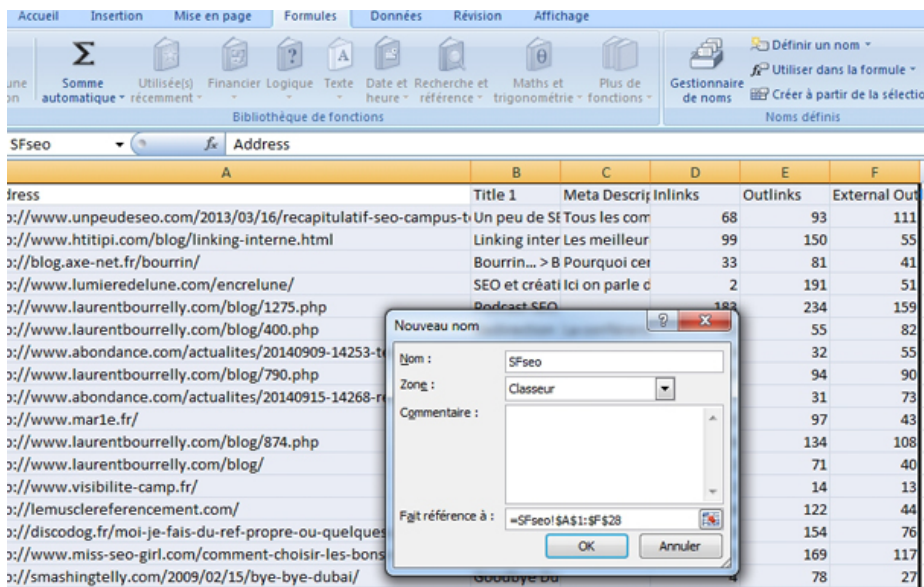 Accueil Insertion Mise en page Formules Données Révision Affichage
Somme automatique
Utilisée(s) récemment
Financier
Logique
Texte
Date et heure
Recherche et référence
Maths et trigonométrie
Plus de fonctions
Bibliothèque de fonctions
Gestionnaire de noms
Définir un nom
Utiliser dans la formule
Créer à partir de la sélectio
Noms définis
SFseo fx Address
A B C D E F
dress Title 1 Meta Descrip Inlinks Outlinks External Out
o://www.unpeudeseo.com/2013/03/16/recapitulatif-seo-campus-t Un peu de SE Tous les com 68 93 111
o://www.htitipi.com/blog/linking-interne.html Linking inter Les meilleur 99 150 55
o://blog.axe-net.fr/bourrin/ Bourrin... > B Pourquoi cer 33 81 41
o://www.lumieredelune.com/encrelune/ SEO et créati Ici on parle d 2 191 51
o://www.laurentbourrelly.com/blog/1275.php Podcast SEO 183 234 159
o://www.laurentbourrelly.com/blog/400.php 55 82
o://www.abondance.com/actualites/20140909-14253-t 32 55
o://www.laurentbourrelly.com/blog/790.php 94 90
o://www.abondance.com/actualites/20140915-14268-r 31 73
o://www.mar1e.fr/ 97 43
o://www.laurentbourrelly.com/blog/874.php 134 108
o://www.laurentbourrelly.com/blog/ 71 40
o://www.visibilite-camp.fr/ 14 13
o://lemusclereferencement.com/ 122 44
o://discodog.fr/moi-je-fais-du-ref-propre-ou-quelques 154 76
o://www.miss-seo-girl.com/comment-choisir-les-bons 169 117
o://smashingtelly.com/2009/02/15/bye-bye-dubai/ Goodbye Du 4 78 27
Nouveau nom
Nom : SFseo
Zone : Classeur
Commentaire :
Fait référence à : =SFseo!$A$1:$F$28
OK Annuler